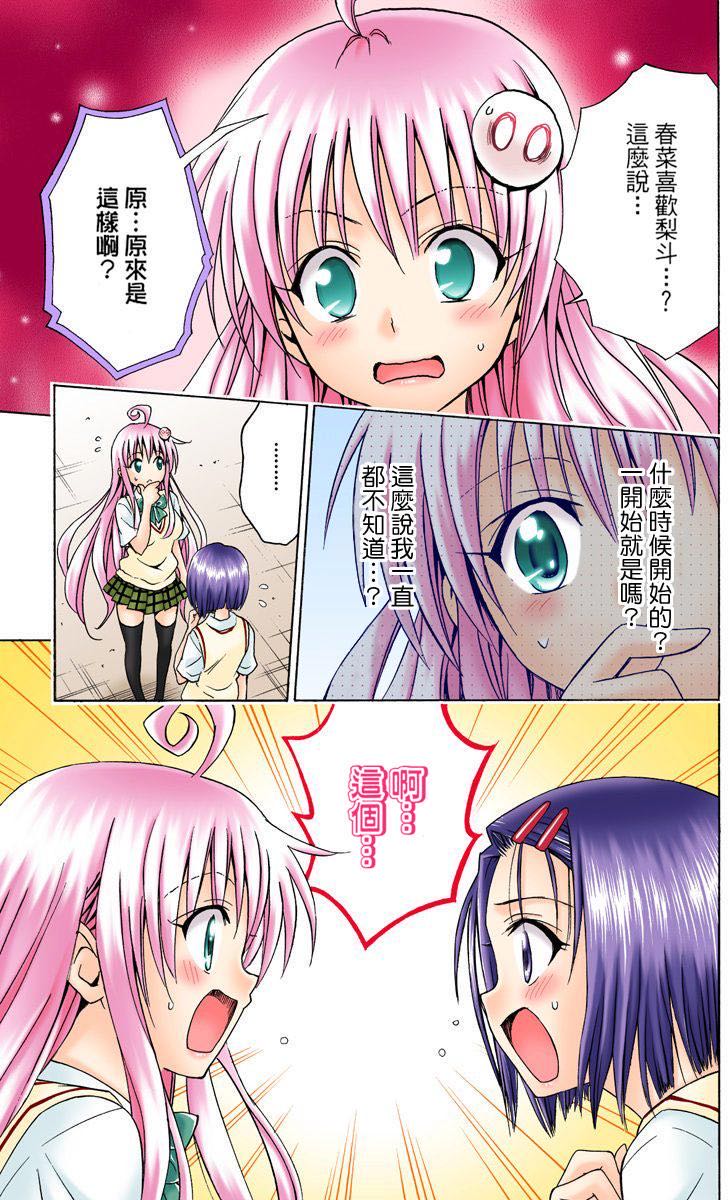 春菜喜歡梨斗⋯⋯？
這麼說⋯
原⋯原來是
這樣啊？
什麼時候開始的？
一開始就是嗎？
這麼說我一直
都不知道⋯⋯？
⋯⋯⋯
啊⋯⋯
這個⋯⋯